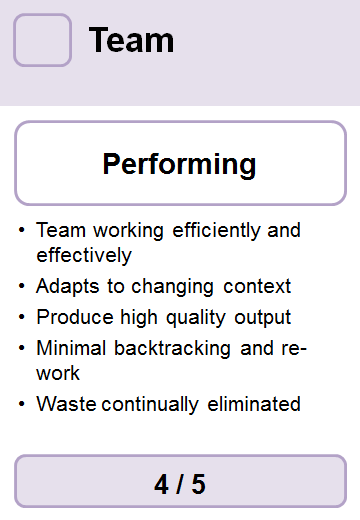 Team
Performing
• Team working efficiently and
effectively
• Adapts to changing context
• Produce high quality output
• Minimal backtracking and re-
work
• Waste continually eliminated
4 / 5